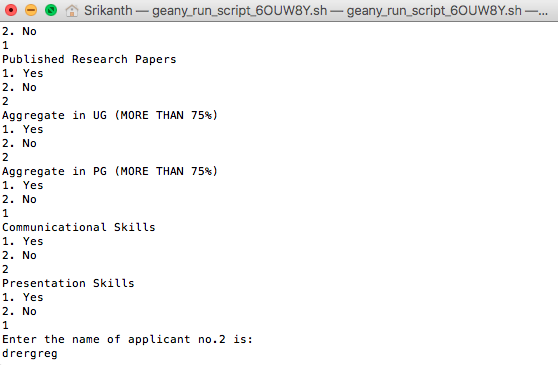 Srikanth — geany_run_script_6OUW8Y.sh — geany_run_script_6OUW8Y.sh —...
2. No
1
Published Research Papers
1. Yes
2. No
2
Aggregate in UG (MORE THAN 75%)
1. Yes
2. No
2
Aggregate in PG (MORE THAN 75%)
1. Yes
2. No
1
Communicational Skills
1. Yes
2. No
2
Presentation Skills
1. Yes
2. No
1
Enter the name of applicant no.2 is:
drergreg